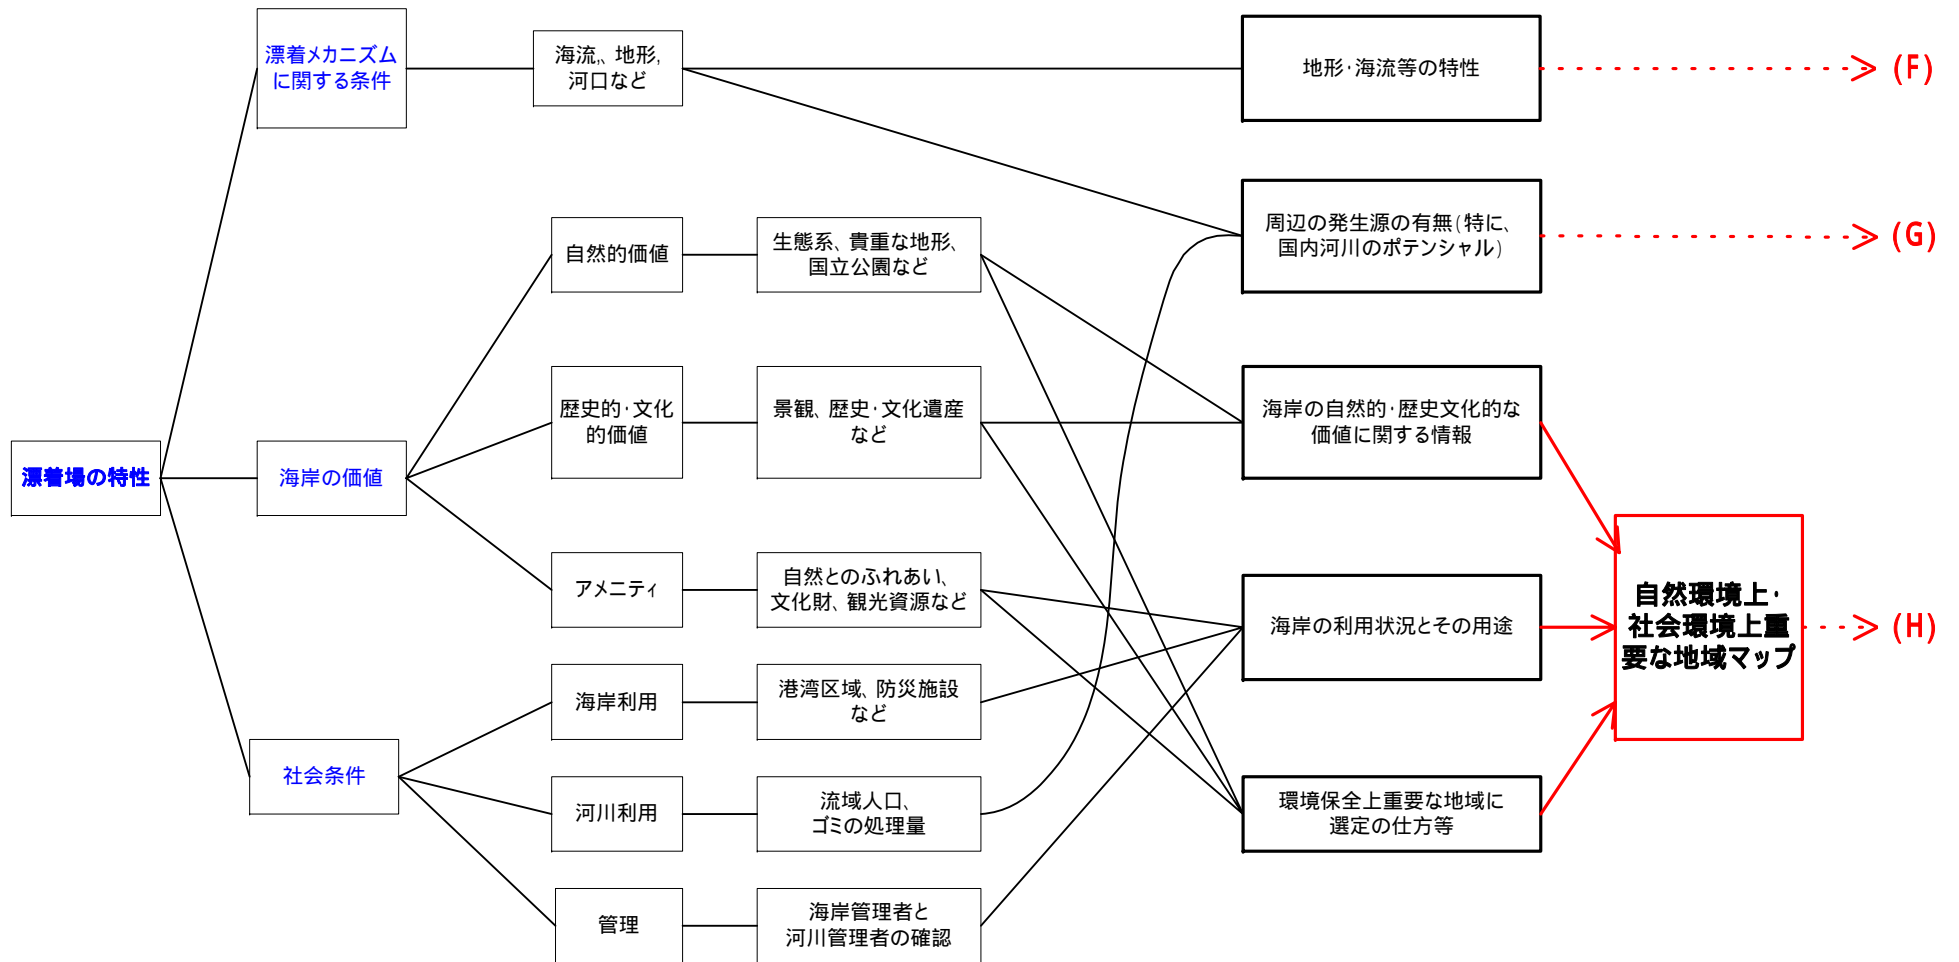 漂着メカニズム
に関する条件
海流,、地形,
河口など
地形・海流等の特性
(F)
周辺の発生源の有無(特に、
国内河川のポテンシャル)
(G)
自然的価値
生態系、貴重な地形、
国立公園など
歴史的・文化
的価値
景観、歴史・文化遺産
など
海岸の自然的・歴史文化的な
価値に関する情報
漂着場の特性
海岸の価値
アメニティ
自然とのふれあい、
文化財、観光資源など
海岸の利用状況とその用途
自然環境上・
社会環境上重
要な地域マップ
(H)
海岸利用
港湾区域、防災施設
など
社会条件
河川利用
流域人口、
ゴミの処理量
環境保全上重要な地域に
選定の仕方等
管理
海岸管理者と
河川管理者の確認